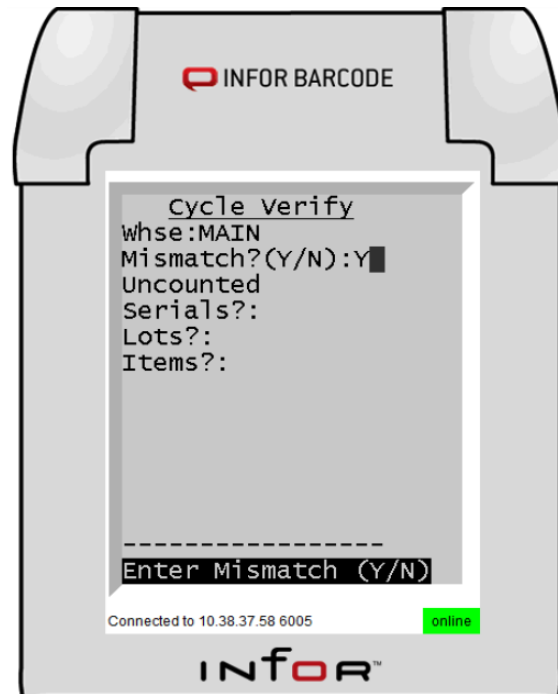 INFOR BARCODE
Cycle Verify
Whse:MAIN
Mismatch?(Y/N):Y
Uncounted
Serials?:
Lots?:
Items?:
------------------
Enter Mismatch (Y/N)
Connected to 10.38.37.58 6005
online
INfOR™